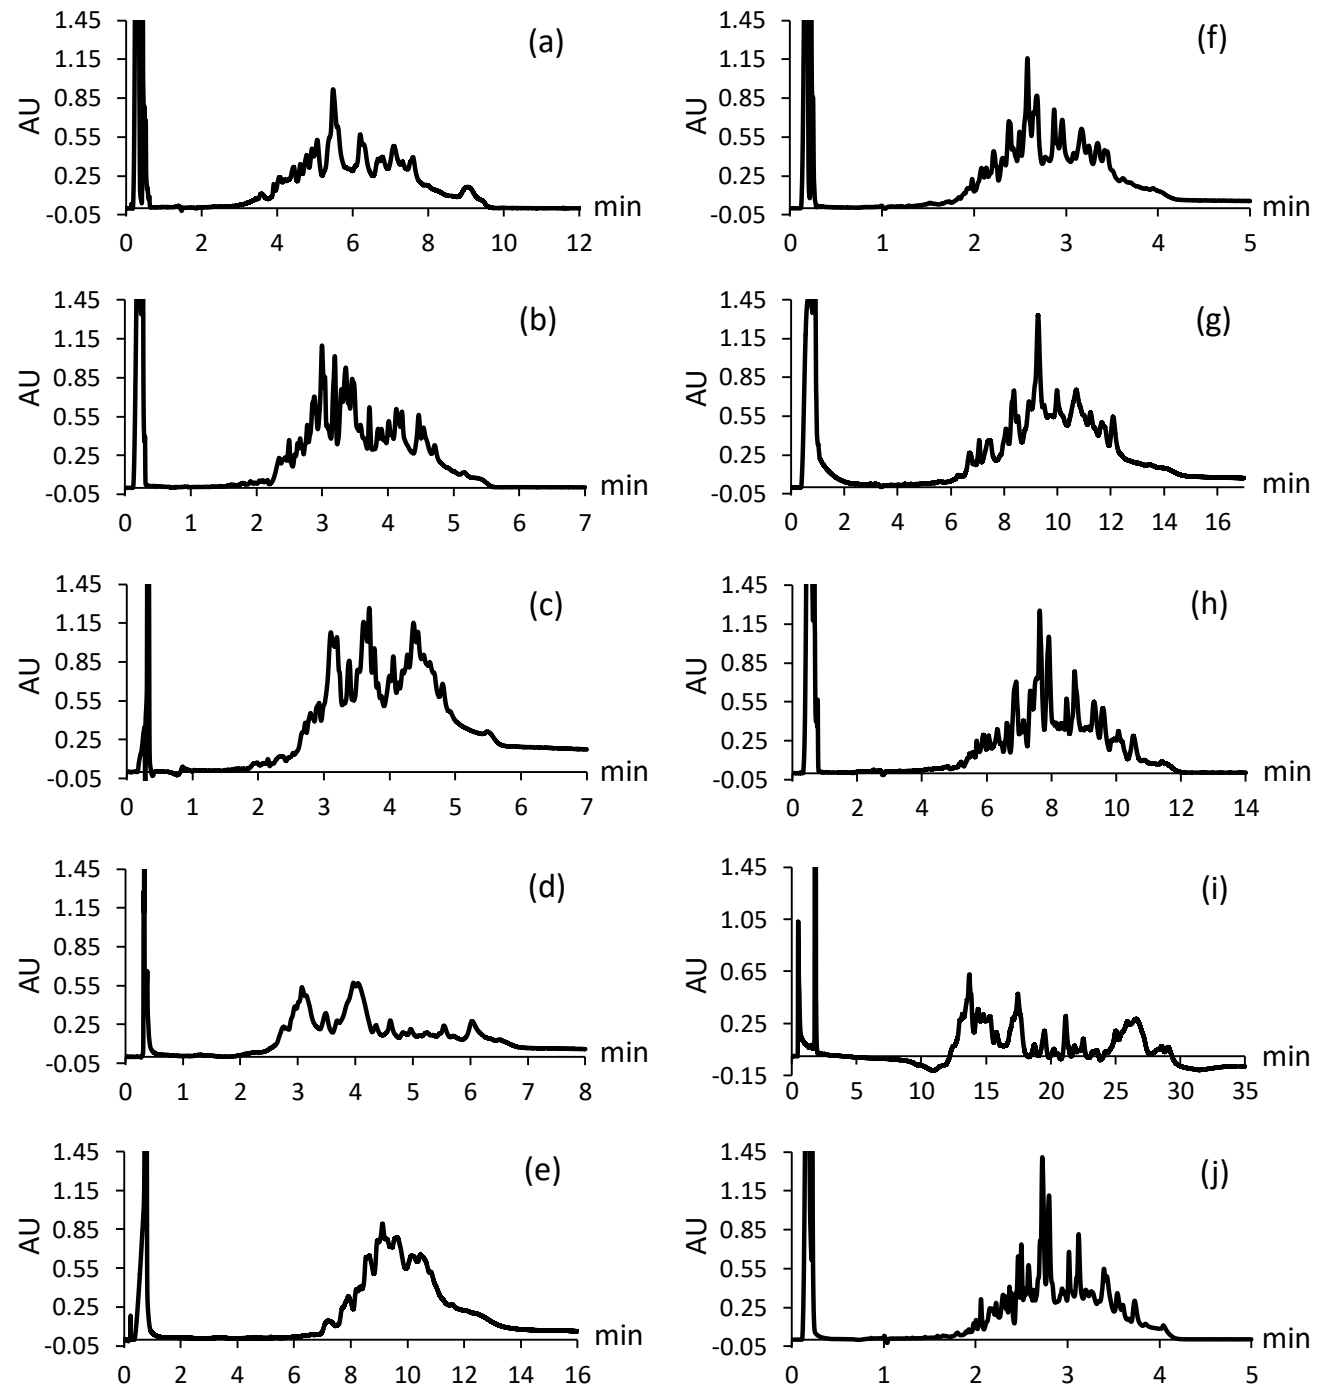 (a)
AU
1.45
1.15
0.85
0.55
0.25
-0.05
0 2 4 6 8 10 12
min
(b)
AU
1.45
1.15
0.85
0.55
0.25
-0.05
0 1 2 3 4 5 6 7
min
(c)
AU
1.45
1.15
0.85
0.55
0.25
-0.05
0 1 2 3 4 5 6 7
min
(d)
AU
1.45
1.15
0.85
0.55
0.25
-0.05
0 1 2 3 4 5 6 7 8
min
(e)
AU
1.45
1.15
0.85
0.55
0.25
-0.05
0 2 4 6 8 10 12 14 16
min
(f)
AU
1.45
1.15
0.85
0.55
0.25
-0.05
0 1 2 3 4 5
min
(g)
AU
1.45
1.15
0.85
0.55
0.25
-0.05
0 2 4 6 8 10 12 14 16
min
(h)
AU
1.45
1.15
0.85
0.55
0.25
-0.05
0 2 4 6 8 10 12 14
min
(i)
AU
1.45
1.05
0.65
0.25
-0.15
0 5 10 15 20 25 30 35
min
(j)
AU
1.45
1.15
0.85
0.55
0.25
-0.05
0 1 2 3 4 5
min